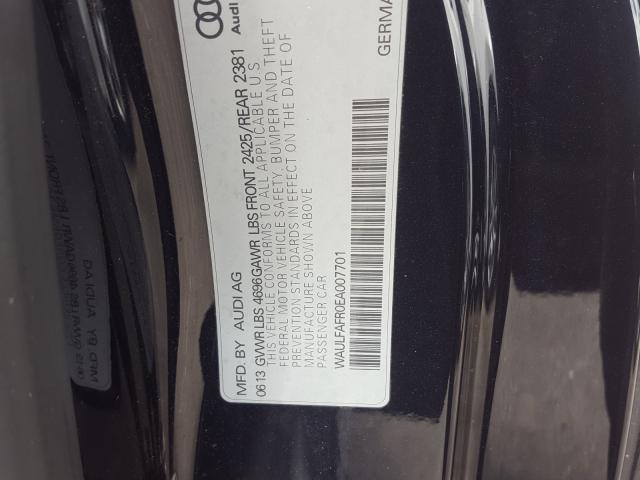 MFD. BY AUDI AG
Audi
0613 GVWR LBS 4696 GAWR LBS FRONT 2425/REAR 2381
THIS VEHICLE CONFORMS TO ALL APPLICABLE U.S.
FEDERAL MOTOR VEHICLE SAFETY, BUMPER AND THEFT
PREVENTION STANDARDS IN EFFECT ON THE DATE OF
MANUFACTURE SHOWN ABOVE
PASSENGER CAR
WAULFAFR0EA007701
GERMA